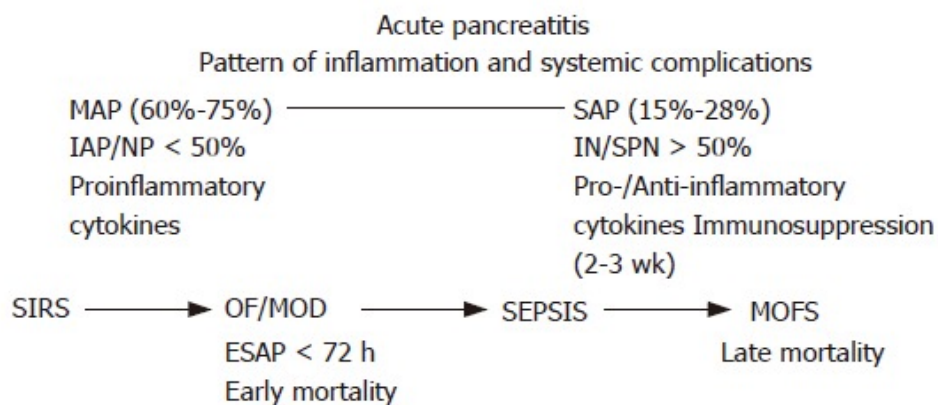 Acute pancreatitis
Pattern of inflammation and systemic complications
MAP (60%-75%) SAP (15%-28%)
IAP/NP < 50% IN/SPN > 50%
Proinflammatory Pro-/Anti-inflammatory
cytokines cytokines Immunosuppression
(2-3 wk)
SIRS OF/MOD SEPSIS MOFS
ESAP < 72 h Late mortality
Early mortality